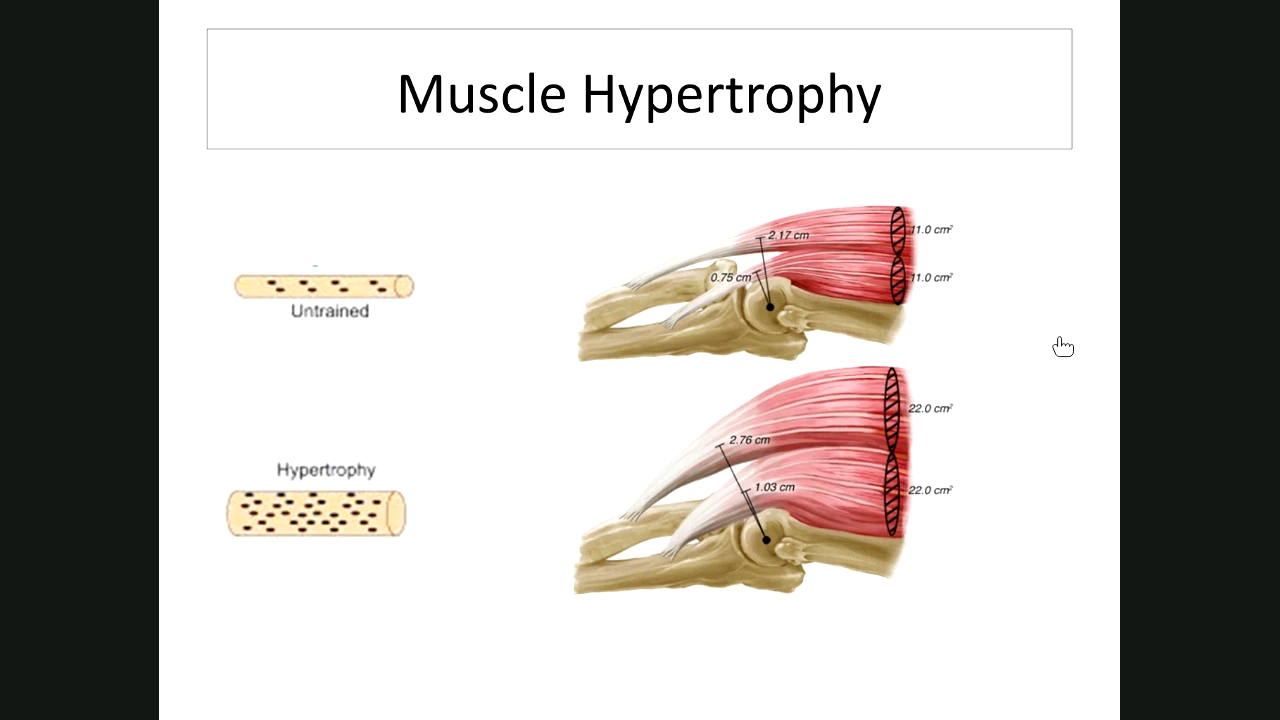 Muscle Hypertrophy
Untrained
2.17 cm
0.75 cm
11.0 cm²
11.0 cm²
Hypertrophy
2.76 cm
1.03 cm
22.0 cm²
22.0 cm²